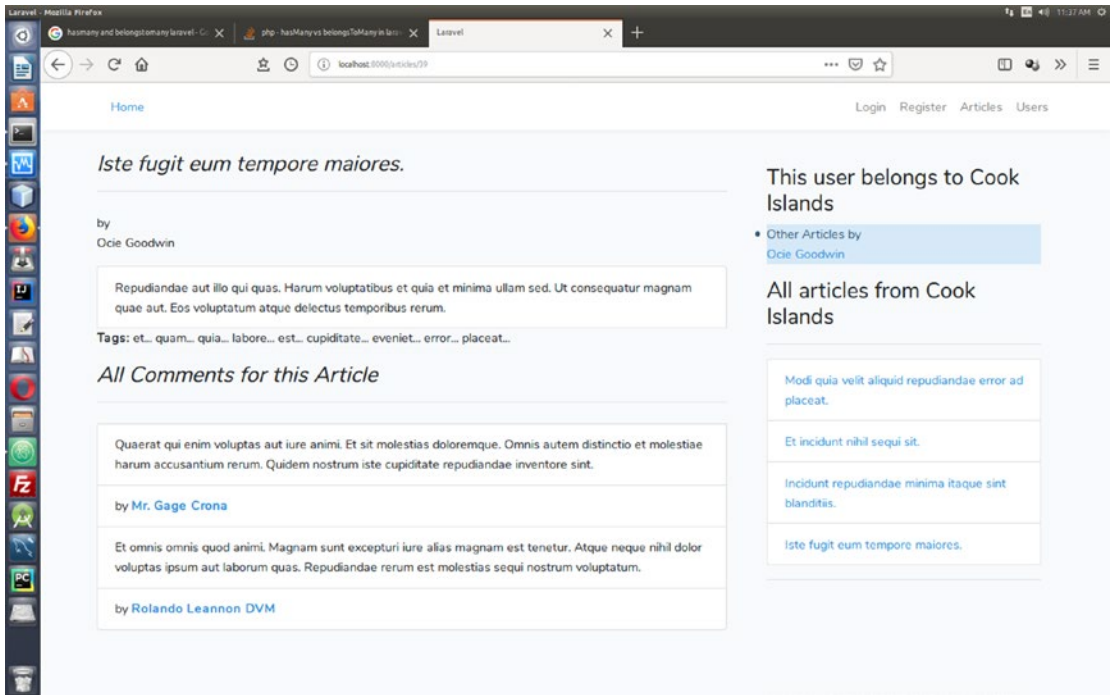 Laravel - Mozilla Firefox
En 11:37 AM
hasmany and belongstomany laravel - Go
php - hasMany vs belongsToMany in lara
Laravel
localhost:8000/articles/39
Home
Login Register Articles Users
Iste fugit eum tempore maiores.
by
Ocie Goodwin
Repudiandae aut illo qui quas. Harum voluptatibus et quia et minima ullam sed. Ut consequatur magnam
quae aut. Eos voluptatum atque delectus temporibus rerum.
Tags: et... quam... quia... labore... est... cupiditate... eveniet... error... placeat...
All Comments for this Article
Quaerat qui enim voluptas aut iure animi. Et sit molestias doloremque. Omnis autem distinctio et molestiae
harum accusantium rerum. Quidem nostrum iste cupiditate repudiandae inventore sint.
by Mr. Gage Crona
Et omnis omnis quod animi. Magnam sunt excepturi iure alias magnam est tenetur. Atque neque nihil dolor
voluptas ipsum aut laborum quas. Repudiandae rerum est molestias sequi nostrum voluptatum.
by Rolando Leannon DVM
This user belongs to Cook
Islands
Other Articles by
Ocie Goodwin
All articles from Cook
Islands
Modi quia velit aliquid repudiandae error ad
placeat.
Et incidunt nihil sequi sit.
Incidunt repudiandae minima itaque sint
blanditiis.
Iste fugit eum tempore maiores.